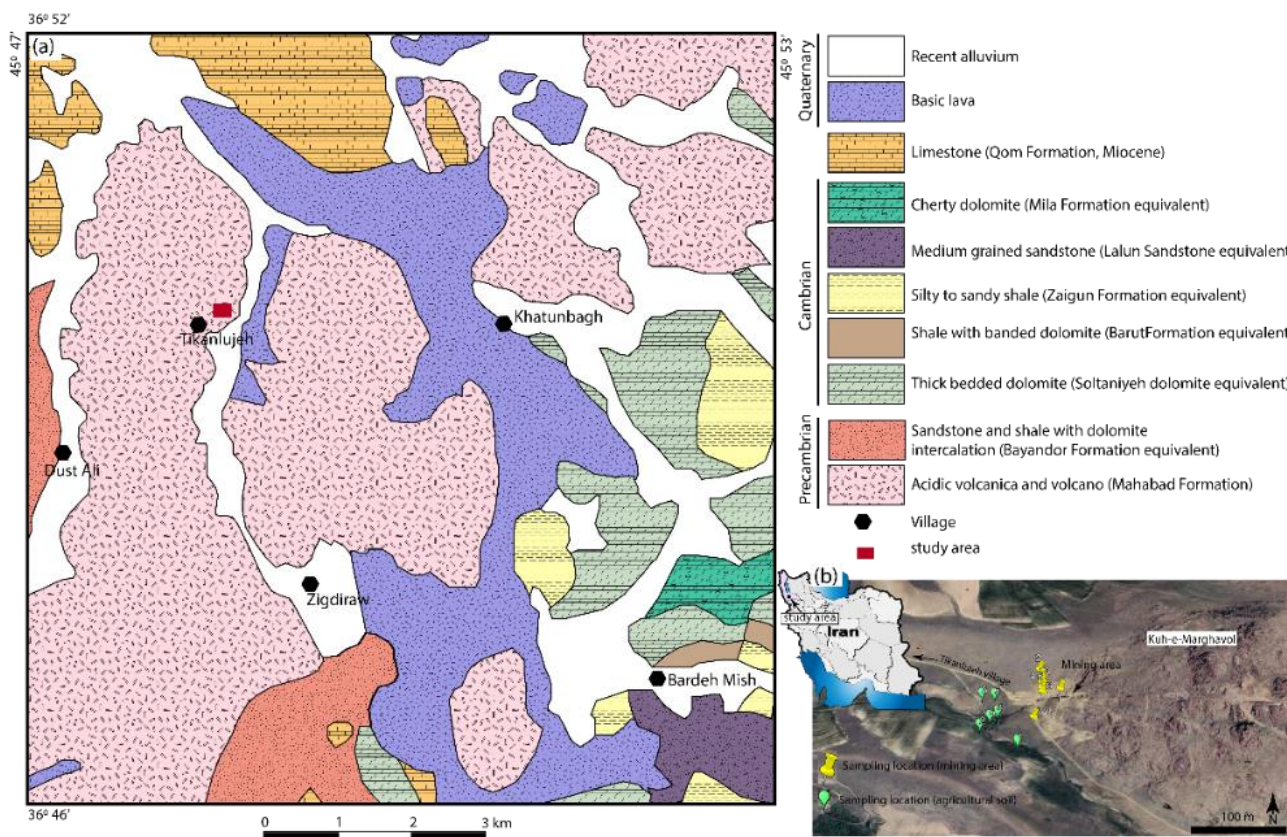 36⁰ 52’
(a)
45⁰ 47’
45⁰ 53’
Tikanlujeh
Khatunbagh
Dust Ali
Zigdiraw
Bardeh Mish
36⁰ 46’
0 1 2 3 km
Quaternary
Recent alluvium
Basic lava
Limestone (Qom Formation, Miocene)
Cambrian
Cherty dolomite (Mila Formation equivalent)
Medium grained sandstone (Lalun Sandstone equivalent
Silty to sandy shale (Zaigun Formation equivalent)
Shale with banded dolomite (BarutFormation equivalent
Thick bedded dolomite (Soltaniyeh dolomite equivalent)
Precambrian
Sandstone and shale with dolomite
intercalation (Bayandor Formation equivalent)
Acidic volcanica and volcano (Mahabad Formation)
Village
study area
(b)
study area
Iran
Tikanlujeh village
Mining area
Kuh-e-Marghavol
Sampling location (mining area)
Sampling location (agricultural soil)
100 m
N